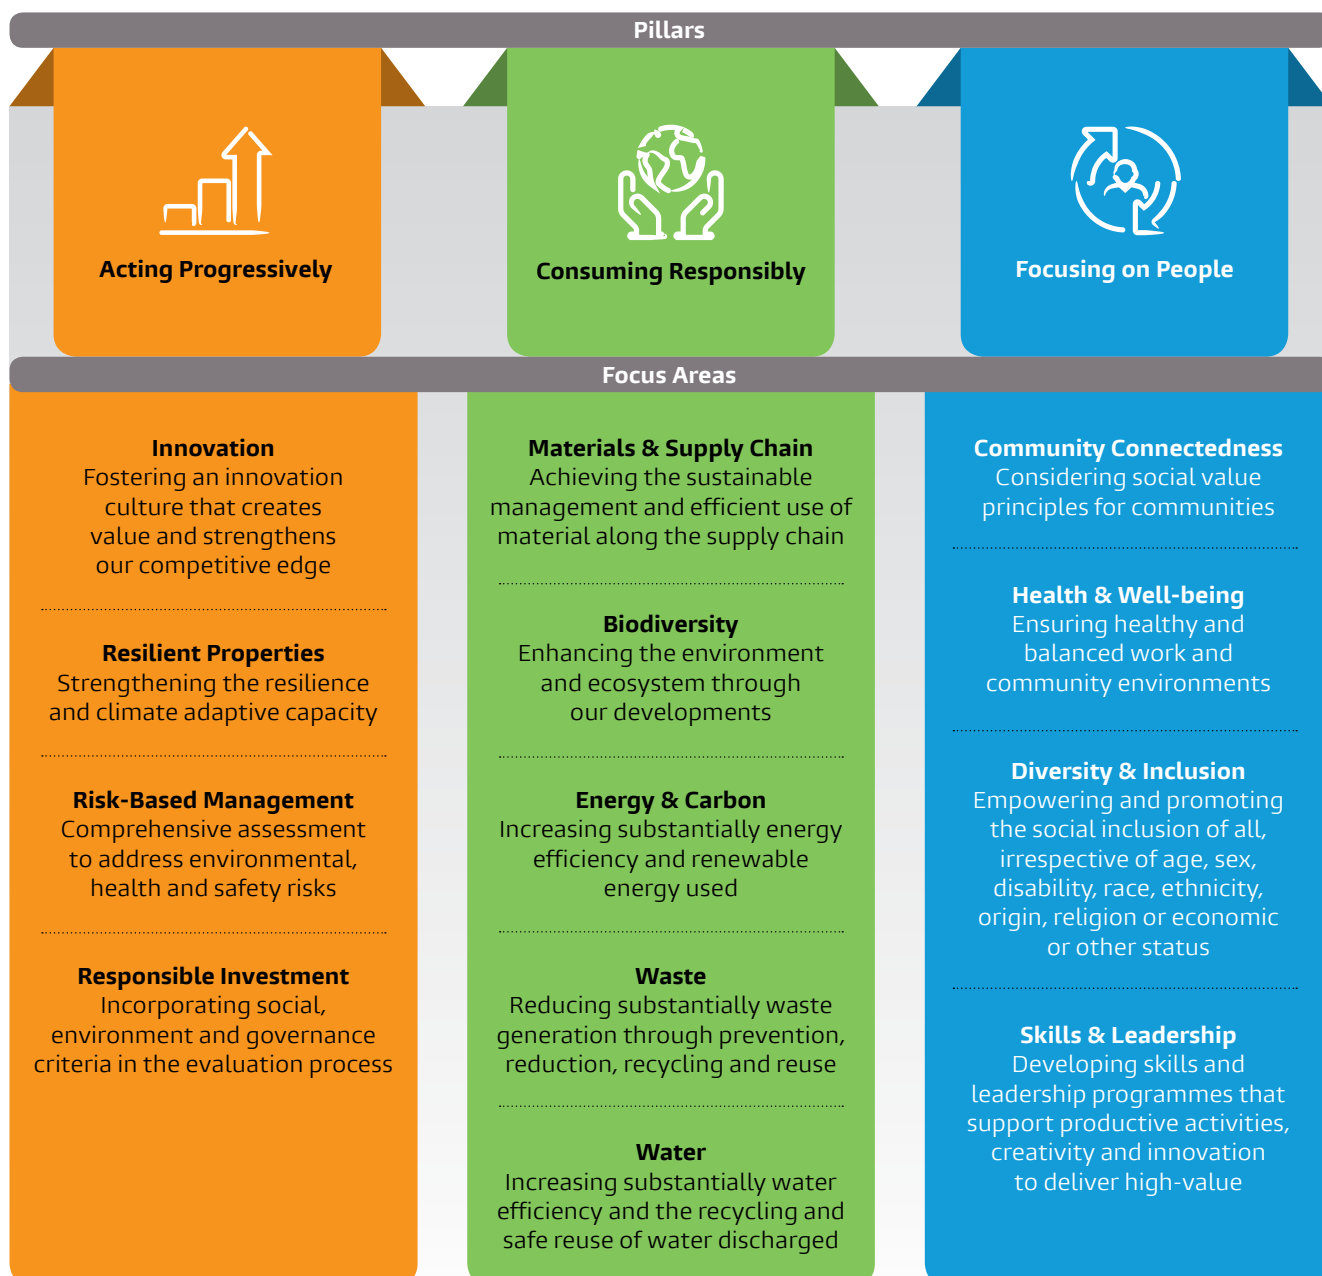 Pillars
Acting Progressively
Consuming Responsibly
Focusing on People
Focus Areas
Innovation
Fostering an innovation
culture that creates
value and strengthens
our competitive edge
Resilient Properties
Strengthening the resilience
and climate adaptive capacity
Risk-Based Management
Comprehensive assessment
to address environmental,
health and safety risks
Responsible Investment
Incorporating social,
environment and governance
criteria in the evaluation process
Materials & Supply Chain
Achieving the sustainable
management and efficient use of
material along the supply chain
Biodiversity
Enhancing the environment
and ecosystem through
our developments
Energy & Carbon
Increasing substantially energy
efficiency and renewable
energy used
Waste
Reducing substantially waste
generation through prevention,
reduction, recycling and reuse
Water
Increasing substantially water
efficiency and the recycling and
safe reuse of water discharged
Community Connectedness
Considering social value
principles for communities
Health & Well-being
Ensuring healthy and
balanced work and
community environments
Diversity & Inclusion
Empowering and promoting
the social inclusion of all,
irrespective of age, sex,
disability, race, ethnicity,
origin, religion or economic
or other status
Skills & Leadership
Developing skills and
leadership programmes that
support productive activities,
creativity and innovation
to deliver high-value